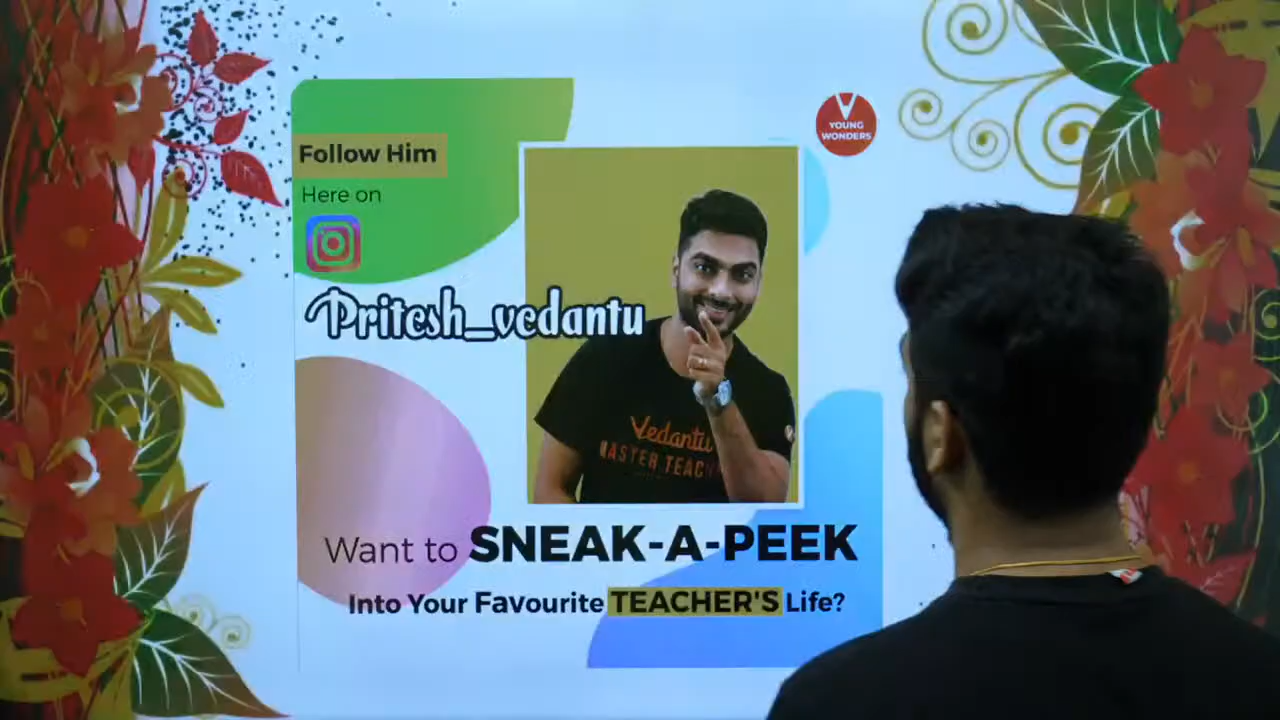 Follow Him
Here on
Pritesh_vedantu
YOUNG
WONDERS
Vedantu
MASTER TEACH
Want to SNEAK-A-PEEK
Into Your Favourite TEACHER'S Life?